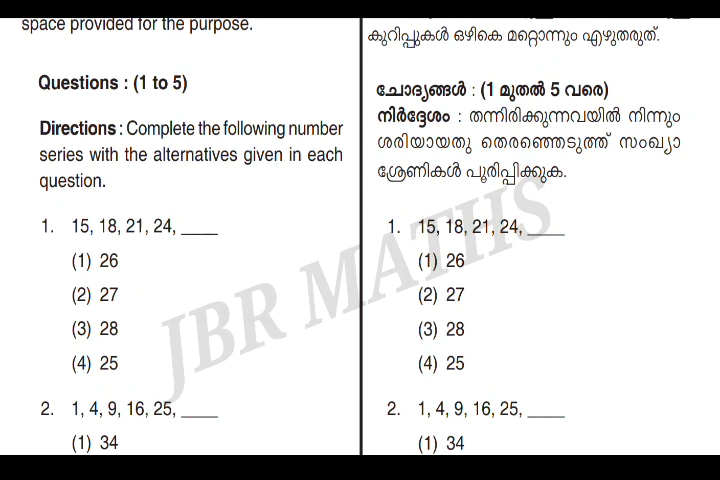 space provided for the purpose.
Questions : (1 to 5)
Directions : Complete the following number
series with the alternatives given in each
question.
1. 15, 18, 21, 24, ____
(1) 26
(2) 27
(3) 28
(4) 25
2. 1, 4, 9, 16, 25, ____
(1) 34
കുറിപ്പുകൾ ഒഴികെ മറ്റൊന്നും എഴുതരുത്.
ചോദ്യങ്ങൾ : (1 മുതൽ 5 വരെ)
നിർദ്ദേശം : തന്നിരിക്കുന്നവയിൽ നിന്നും
ശരിയായതു തെരഞ്ഞെടുത്ത് സംഖ്യാ
ശ്രേണികൾ പൂരിപ്പിക്കുക.
1. 15, 18, 21, 24, ____
(1) 26
(2) 27
(3) 28
(4) 25
2. 1, 4, 9, 16, 25, ____
(1) 34
JBR MATHS